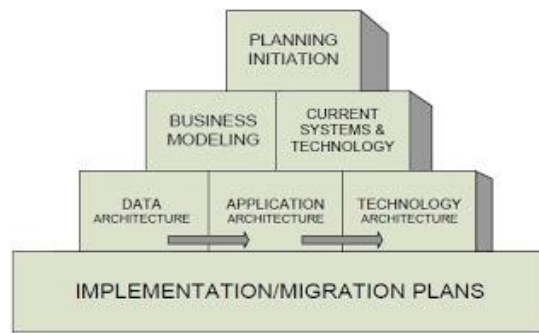 PLANNING
INITIATION
BUSINESS
MODELING
CURRENT
SYSTEMS &
TECHNOLOGY
DATA
ARCHITECTURE
APPLICATION
ARCHITECTURE
TECHNOLOGY
ARCHITECTURE
IMPLEMENTATION/MIGRATION PLANS